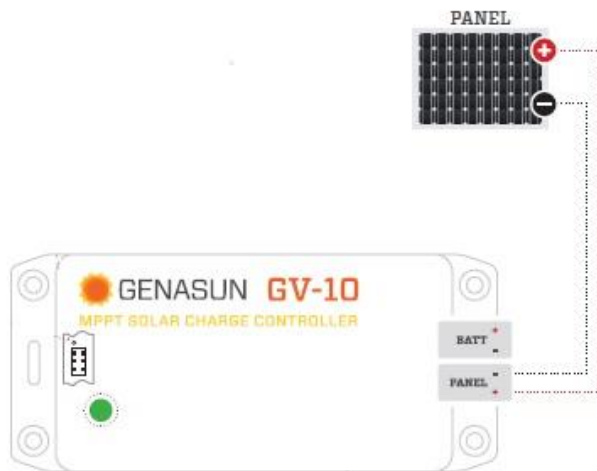 PANEL
+
-
GENASUN GV-10
MPPT SOLAR CHARGE CONTROLLER
BATT + -
PANEL - +